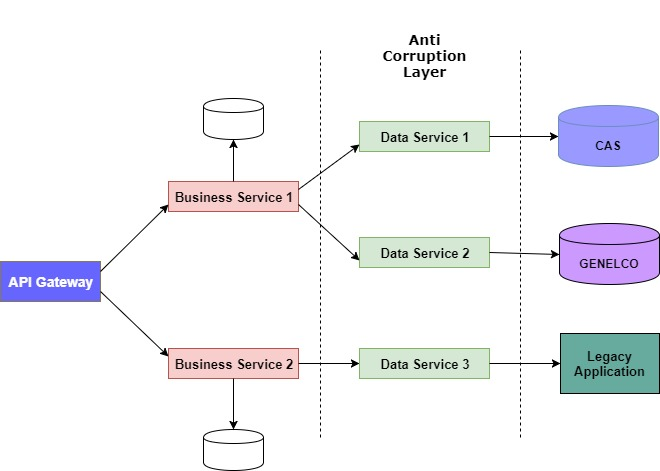 Anti
Corruption
Layer
Data Service 1
CAS
Business Service 1
Data Service 2
GENELCO
API Gateway
Business Service 2
Data Service 3
Legacy
Application